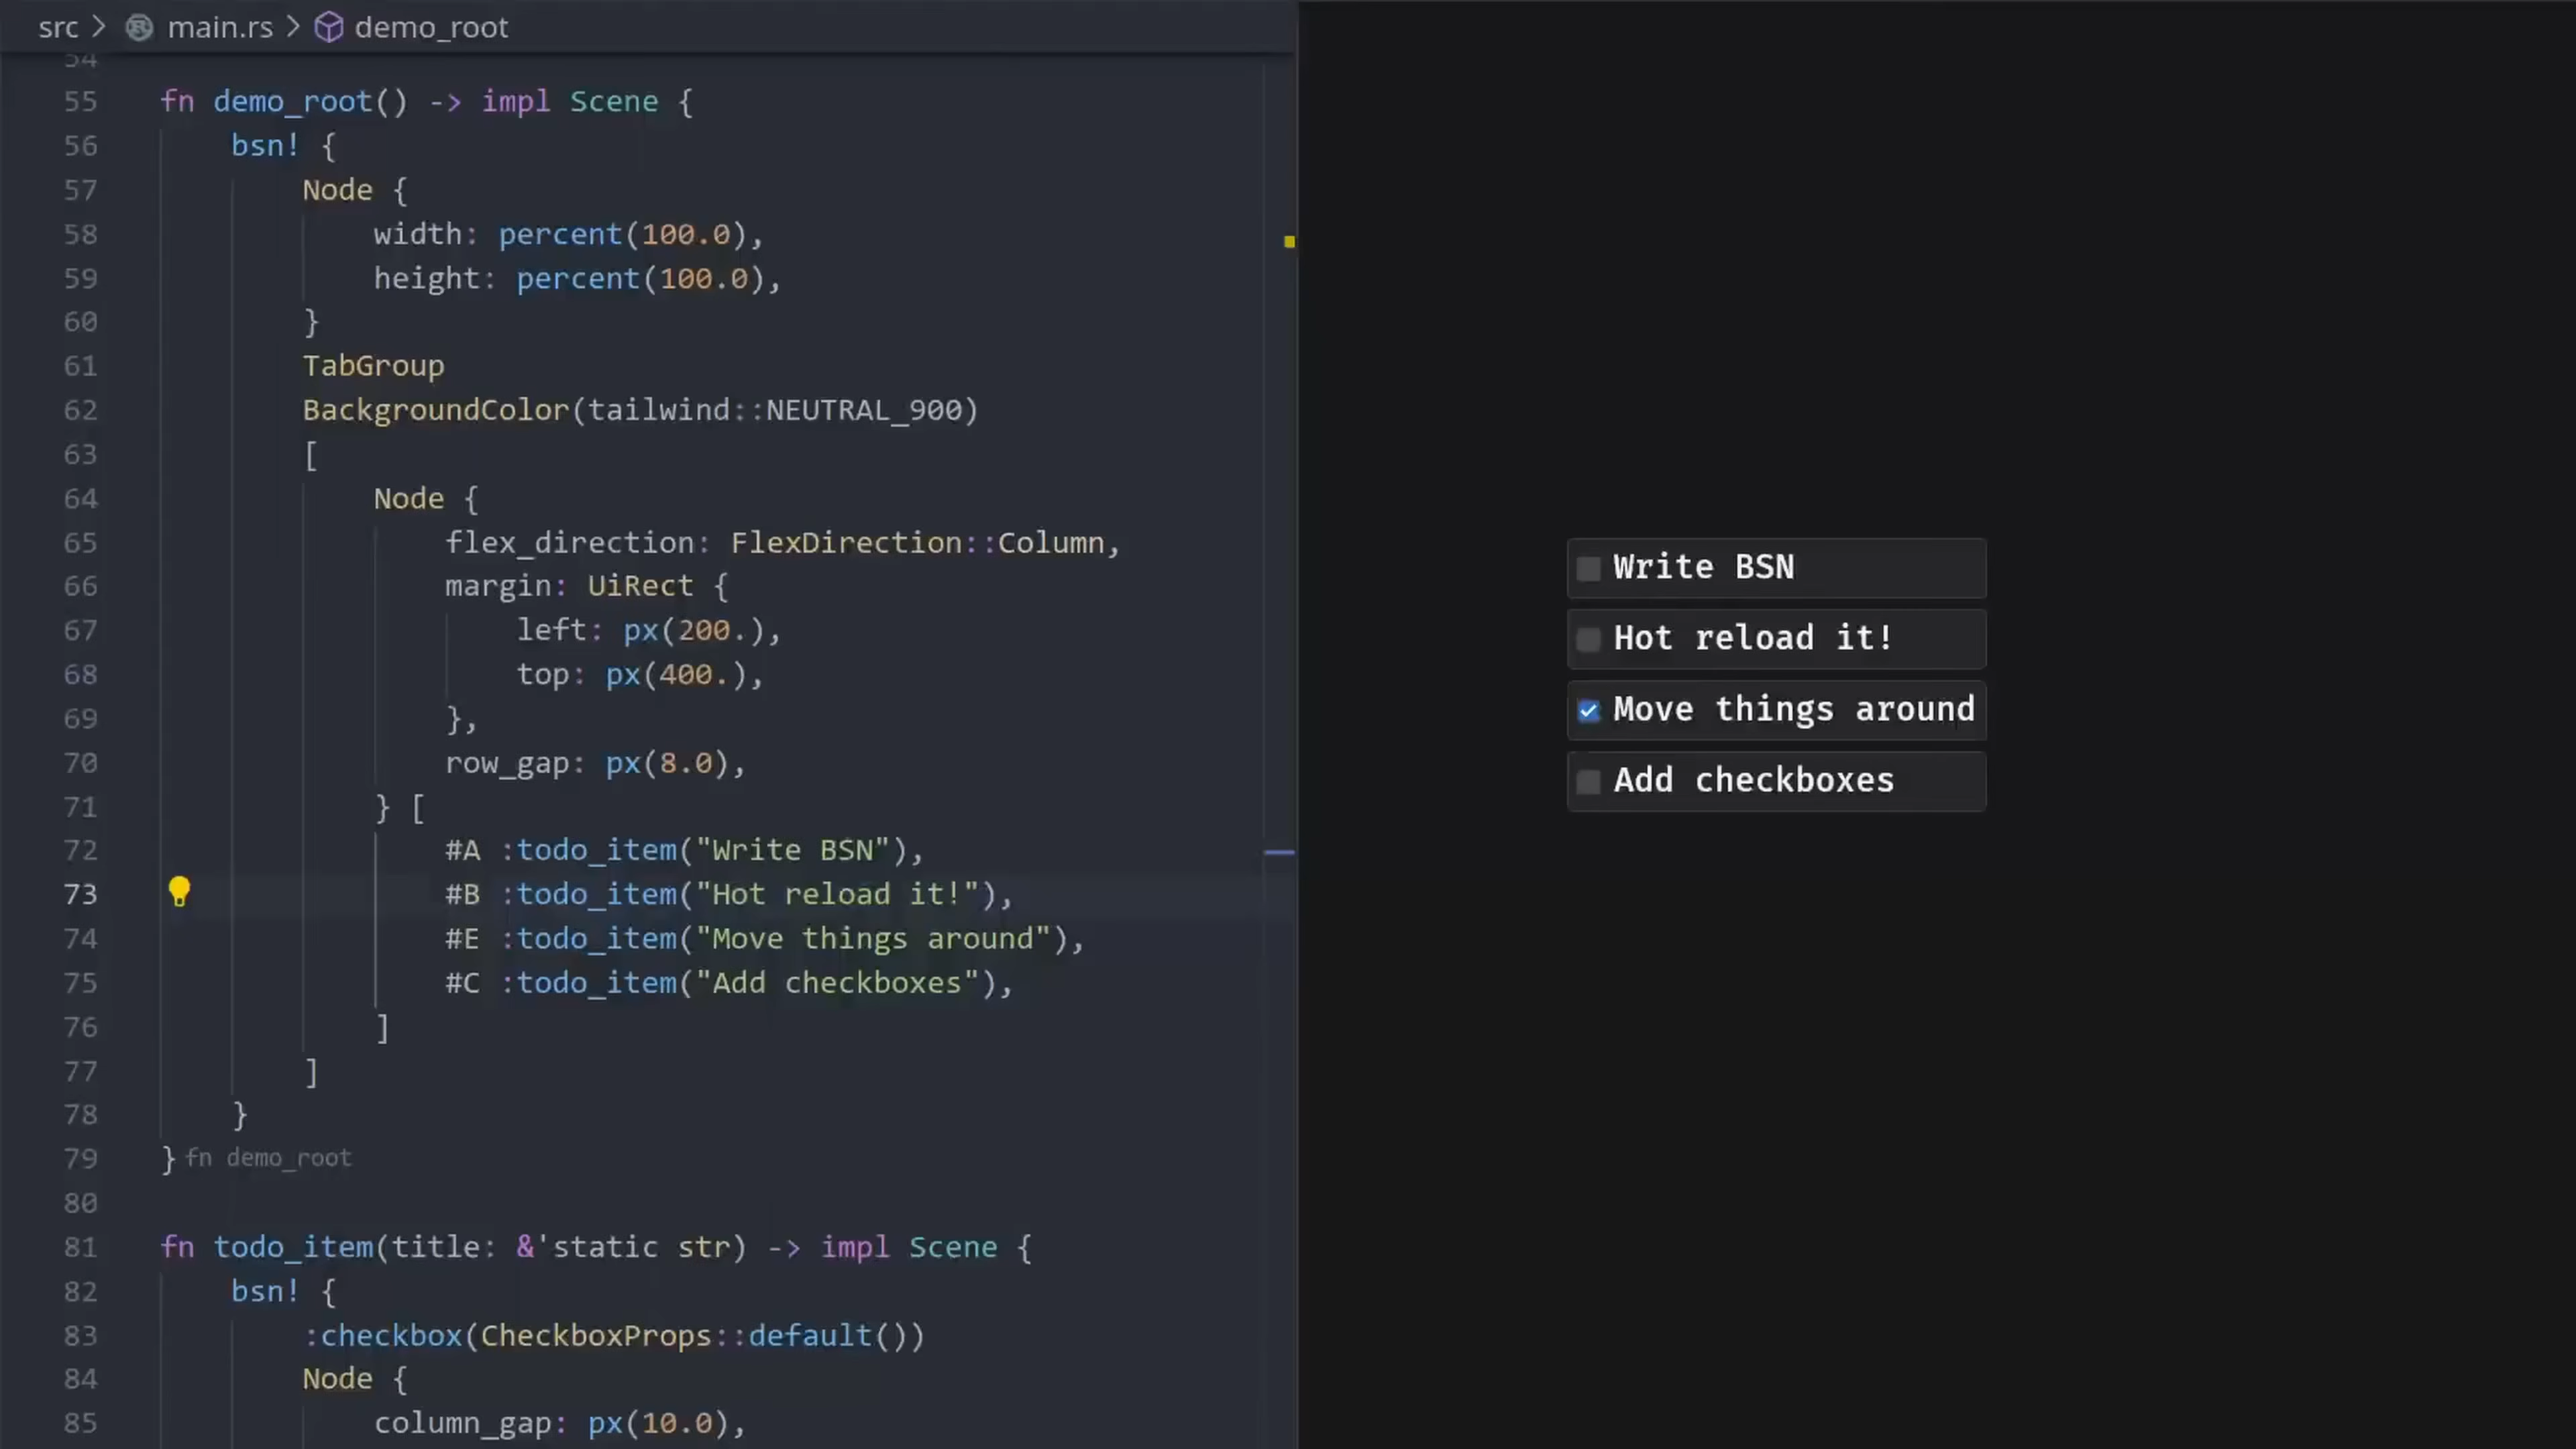 src > main.rs > demo_root
54
55 fn demo_root() -> impl Scene {
56 bsn! {
57 Node {
58 width: percent(100.0),
59 height: percent(100.0),
60 }
61 TabGroup
62 BackgroundColor(tailwind::NEUTRAL_900)
63 [
64 Node {
65 flex_direction: FlexDirection::Column,
66 margin: UiRect {
67 left: px(200.),
68 top: px(400.),
69 },
70 row_gap: px(8.0),
71 } [
72 #A :todo_item("Write BSN"),
73 #B :todo_item("Hot reload it!"),
74 #E :todo_item("Move things around"),
75 #C :todo_item("Add checkboxes"),
76 ]
77 ]
78 }
79 } fn demo_root
80
81 fn todo_item(title: &'static str) -> impl Scene {
82 bsn! {
83 :checkbox(CheckboxProps::default())
84 Node {
85 column_gap: px(10.0),
Write BSN
Hot reload it!
Move things around
Add checkboxes